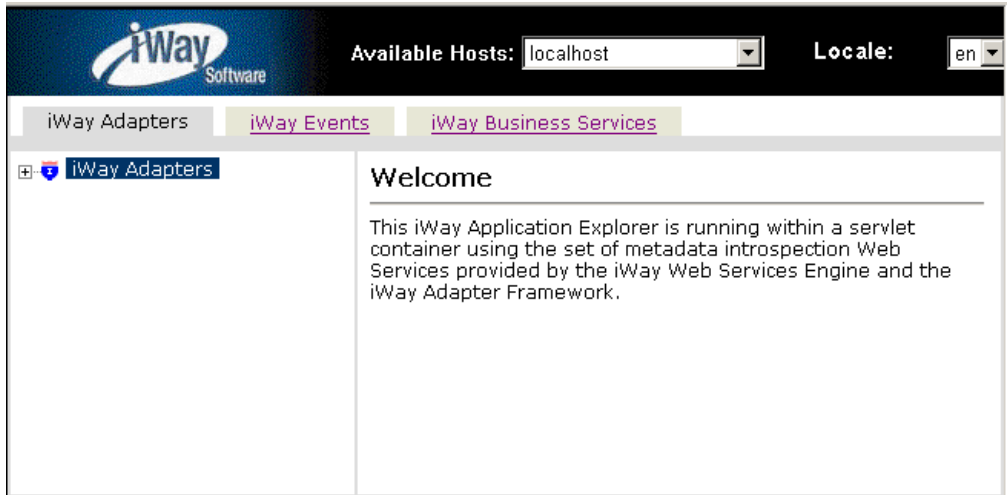 iWay
Software
Available Hosts: localhost Locale: en
iWay Adapters iWay Events iWay Business Services
iWay Adapters
Welcome
This iWay Application Explorer is running within a servlet
container using the set of metadata introspection Web
Services provided by the iWay Web Services Engine and the
iWay Adapter Framework.